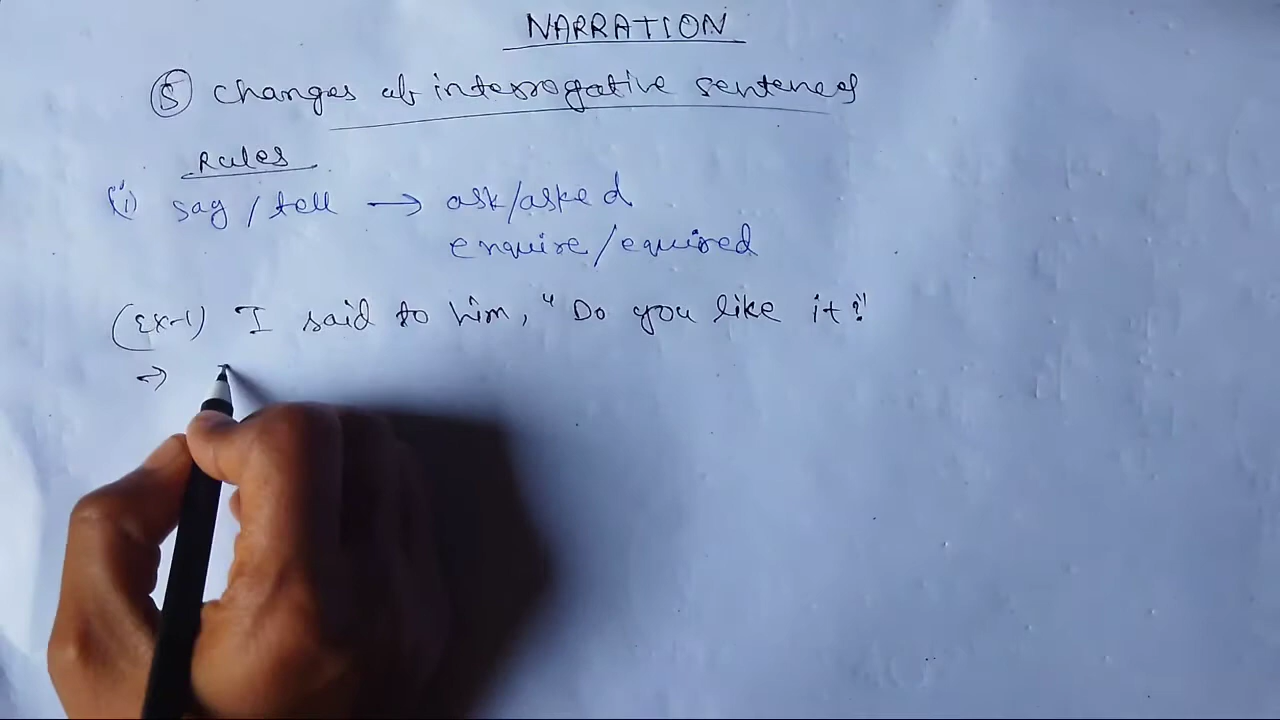 NARRATION
(5) Changes of interrogative sentences
Rules
(i) say / tell → ask/asked
enquire/equired
(Ex-1) I said to him, "Do you like it?"
⇒